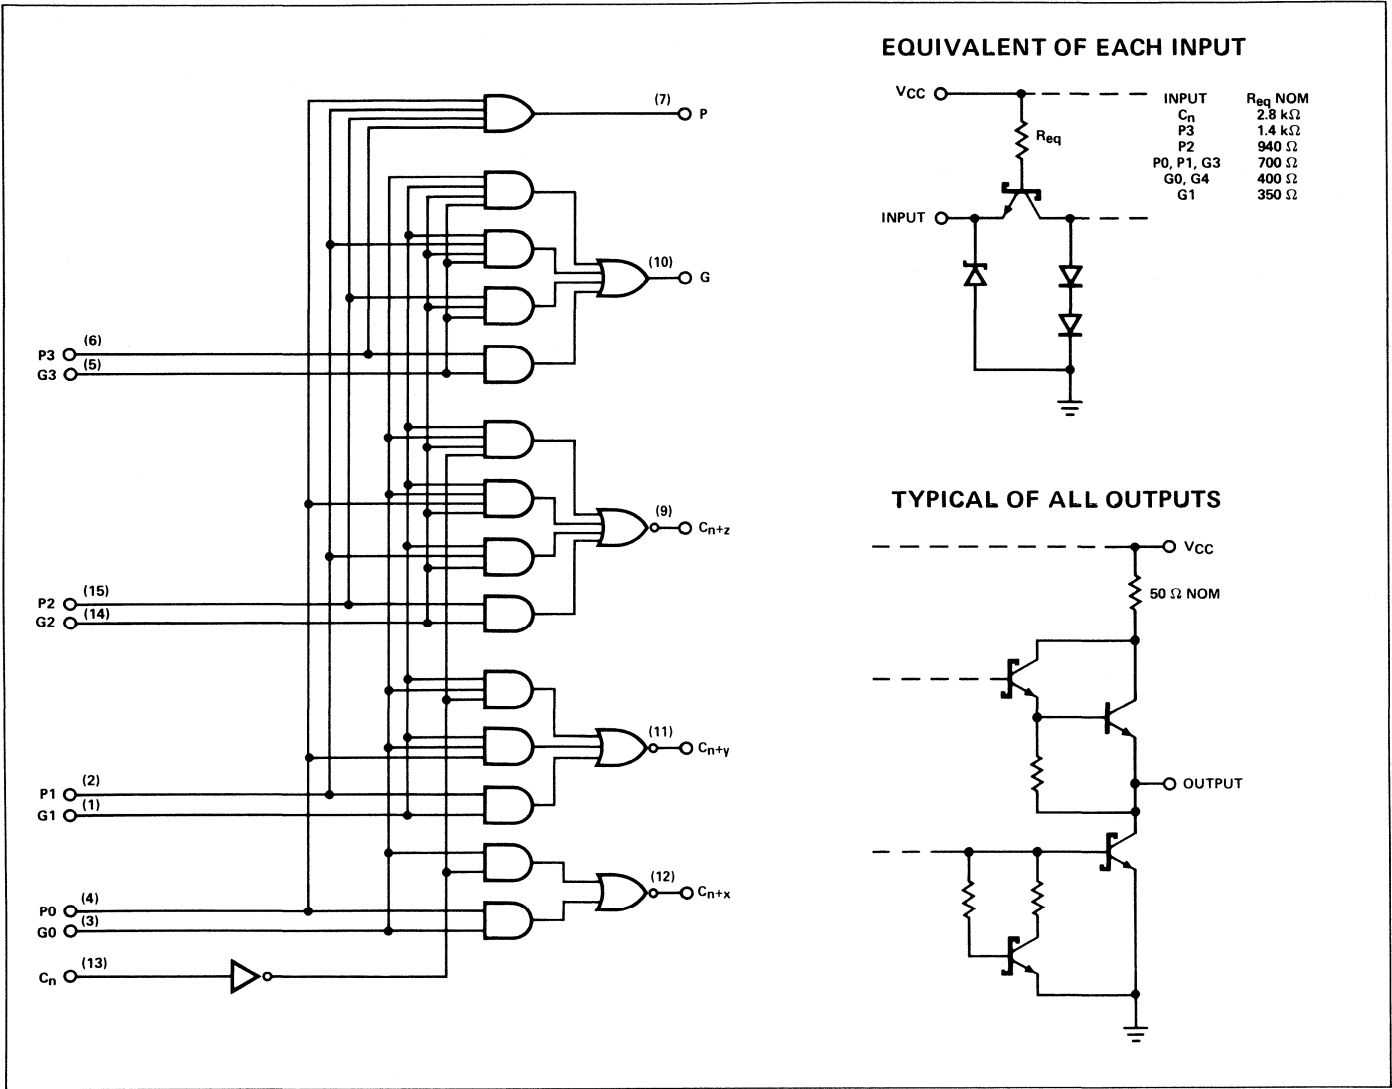 (7)
P
(10)
G
P3
(6)
G3
(5)
(9)
Cn+z
P2
(15)
G2
(14)
(11)
Cn+y
P1
(2)
G1
(1)
(12)
Cn+x
P0
(4)
G0
(3)
Cn
(13)
EQUIVALENT OF EACH INPUT
VCC
Req
INPUT
INPUT Req NOM
Cn 2.8 kΩ
P3 1.4 kΩ
P2 940 Ω
P0, P1, G3 700 Ω
G0, G4 400 Ω
G1 350 Ω
TYPICAL OF ALL OUTPUTS
VCC
50 Ω NOM
OUTPUT